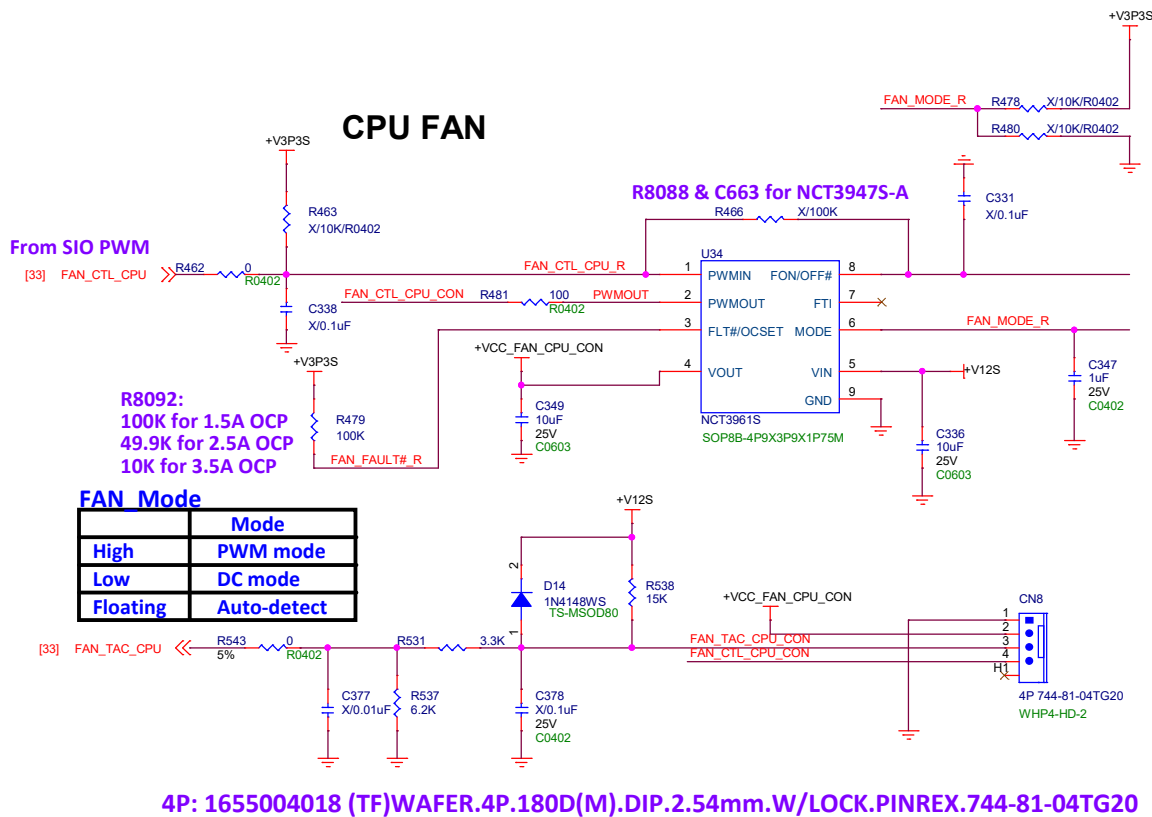 +V3P3S
FAN_MODE_R
R478
X/10K/R0402
R480
X/10K/R0402
CPU FAN
+V3P3S
R8088 & C663 for NCT3947S-A
R466
X/100K
C331
X/0.1uF
R463
X/10K/R0402
From SIO PWM
[33]
FAN_CTL_CPU
R462
0
R0402
FAN_CTL_CPU_R
U34
1
PWMIN
FON/OFF#
8
FAN_CTL_CPU_CON
R481
100
R0402
PWMOUT
2
PWMOUT
FTI
7
C338
X/0.1uF
3
FLT#/OCSET
MODE
6
FAN_MODE_R
+VCC_FAN_CPU_CON
4
VOUT
VIN
5
+V12S
GND
9
NCT3961S
SOP8B-4P9X3P9X1P75M
C347
1uF
25V
C0402
+V3P3S
R8092:
100K for 1.5A OCP
49.9K for 2.5A OCP
10K for 3.5A OCP
R479
100K
FAN_FAULT#_R
C349
10uF
25V
C0603
C336
10uF
25V
C0603
FAN_Mode
Mode
High
PWM mode
Low
DC mode
Floating
Auto-detect
+V12S
2
D14
1N4148WS
TS-MSOD80
1
R538
15K
+VCC_FAN_CPU_CON
CN8
1
2
3
4
H1
FAN_TAC_CPU_CON
FAN_CTL_CPU_CON
4P 744-81-04TG20
WHP4-HD-2
[33]
FAN_TAC_CPU
R543
0
5%
R0402
R531
3.3K
C377
X/0.01uF
R537
6.2K
C378
X/0.1uF
25V
C0402
4P: 1655004018 (TF)WAFER.4P.180D(M).DIP.2.54mm.W/LOCK.PINREX.744-81-04TG20